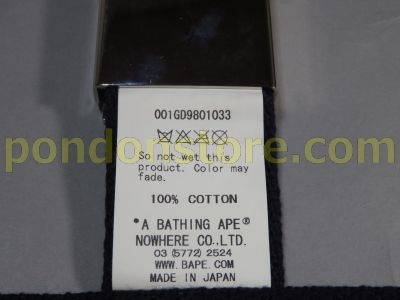 001GD9801033
So not wet this
product. Color may
fade.
pondonstore.com
100% COTTON
"A BATHING APE®
NOWHERE CO.,LTD.
03 (5772) 2524
WWW.BAPE.COM
MADE IN JAPAN